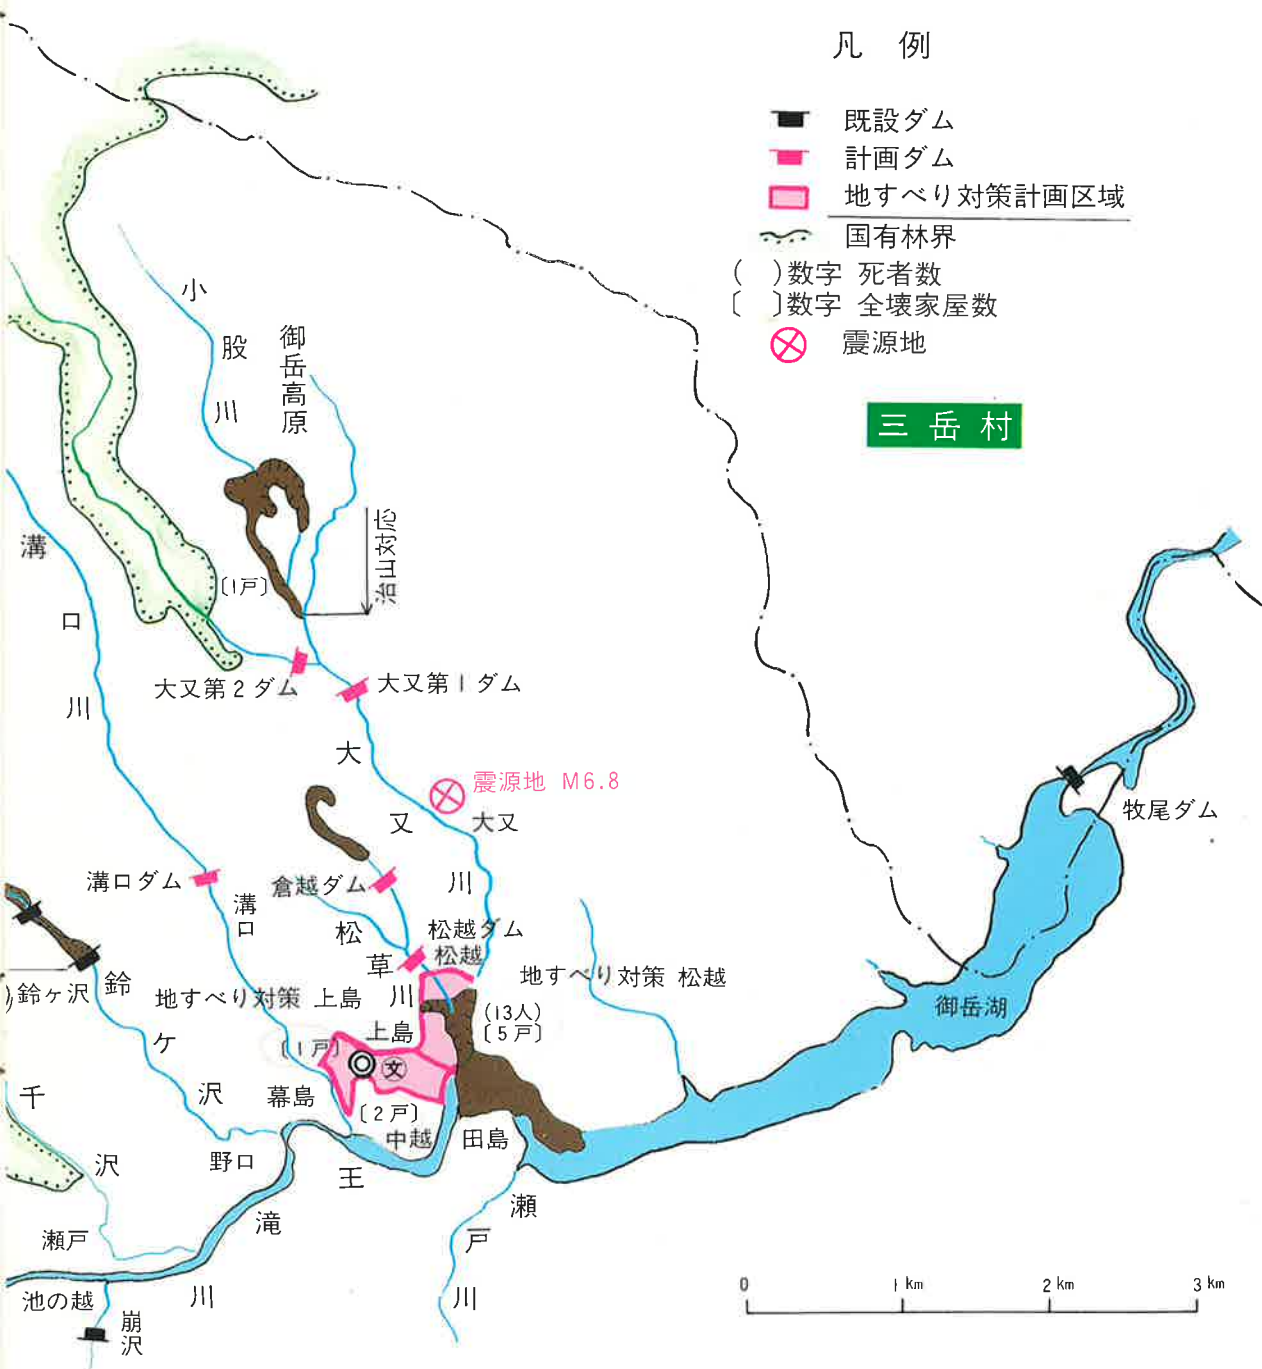 凡 例
既設ダム
計画ダム
地すべり対策計画区域
国有林界
( )数字 死者数
〔 〕数字 全壊家屋数
震源地
三岳村
小股川
御岳高原
治山対応
〔1戸〕
溝口川
大又第2ダム
大又第1ダム
大又川
震源地 M6.8
大又
牧尾ダム
溝口ダム
溝口
倉越ダム
松越ダム
松越
松草川
地すべり対策 松越
地すべり対策 上島
鈴ヶ沢
鈴ケ沢
(13人)
〔5戸〕
上島
〔1戸〕
文
〔2戸〕
御岳湖
幕島
中越
田島
千沢
野口
王滝川
瀬戸川
瀬戸
池の越
崩沢
0 1km 2km 3km